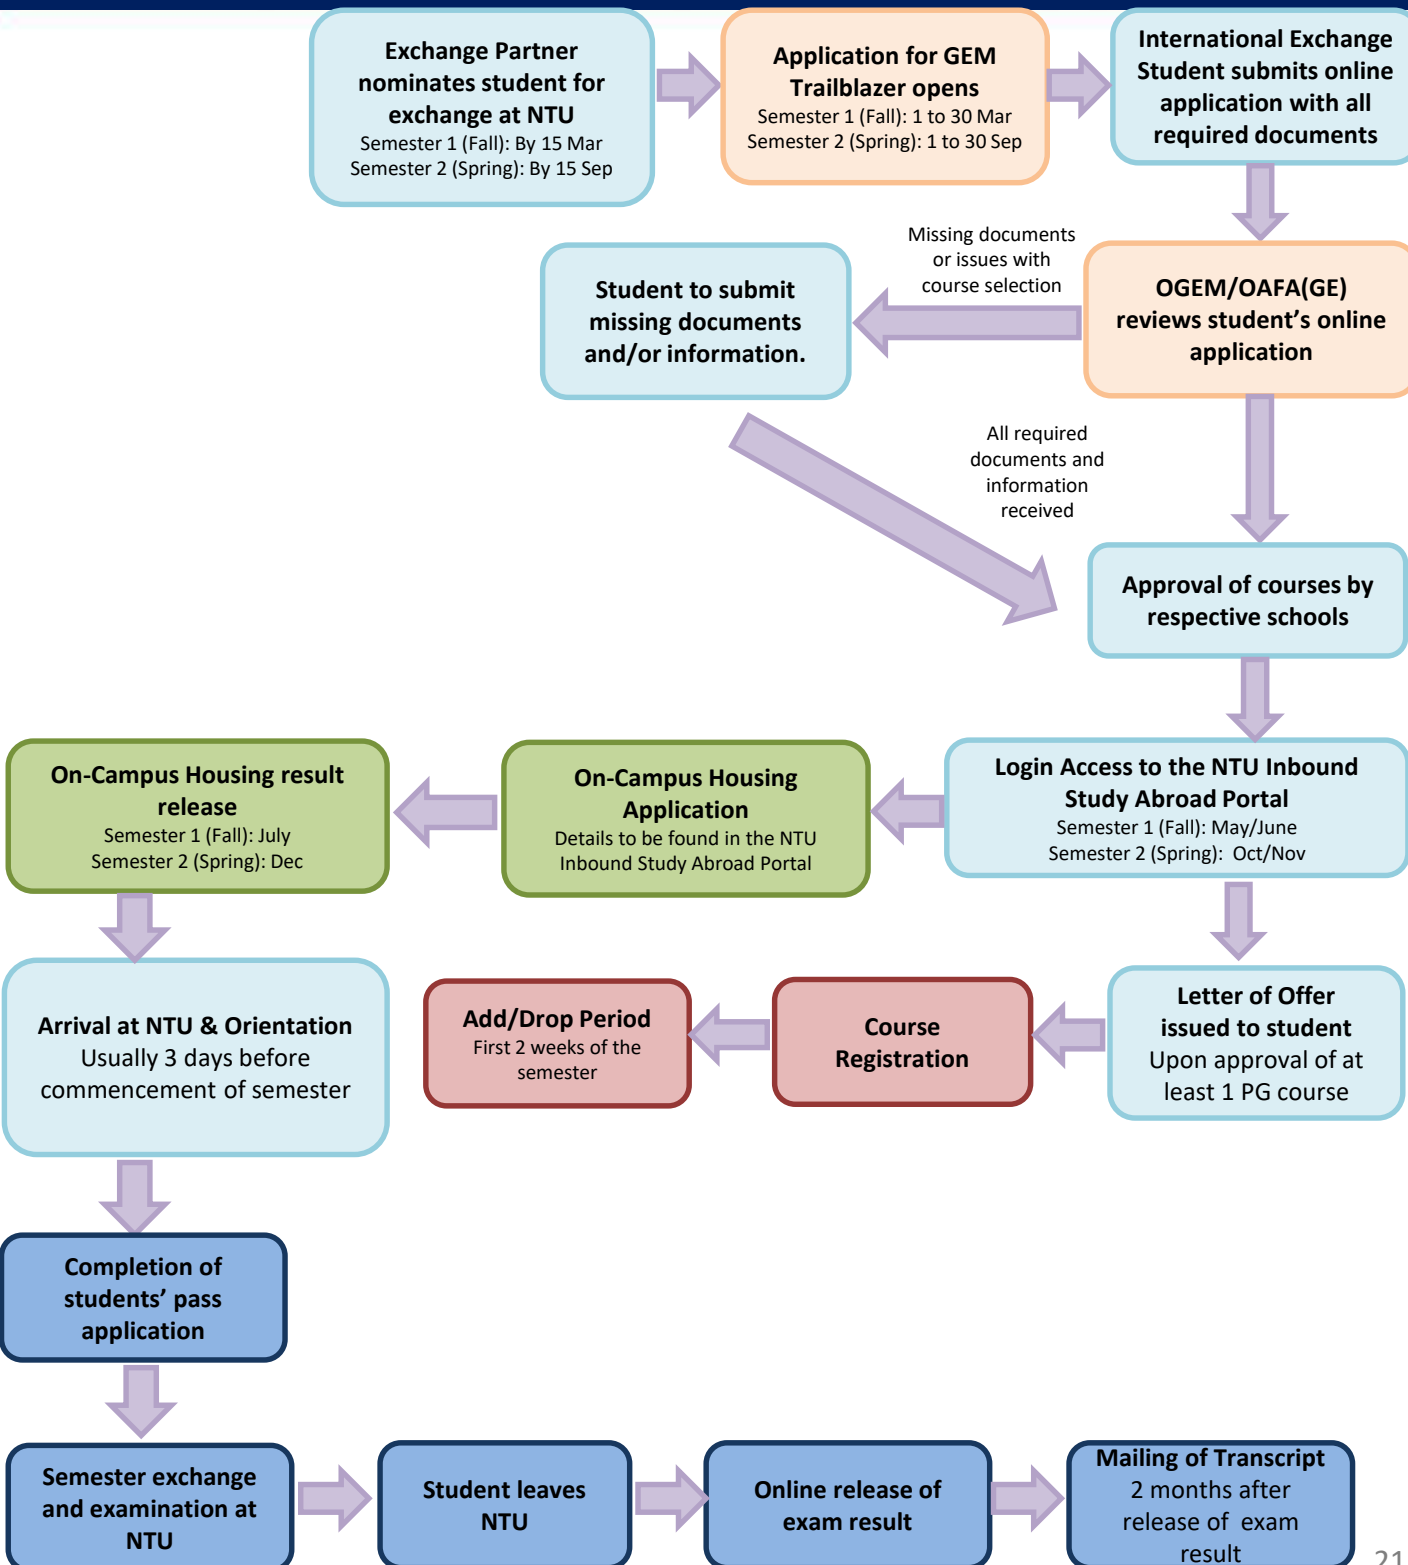 Exchange Partner
nominates student for
exchange at NTU
Semester 1 (Fall): By 15 Mar
Semester 2 (Spring): By 15 Sep
Application for GEM
Trailblazer opens
Semester 1 (Fall): 1 to 30 Mar
Semester 2 (Spring): 1 to 30 Sep
International Exchange
Student submits online
application with all
required documents
Missing documents
or issues with
course selection
Student to submit
missing documents
and/or information.
OGEM/OAFA(GE)
reviews student’s online
application
All required
documents and
information
received
Approval of courses by
respective schools
On-Campus Housing result
release
Semester 1 (Fall): July
Semester 2 (Spring): Dec
On-Campus Housing
Application
Details to be found in the NTU
Inbound Study Abroad Portal
Login Access to the NTU Inbound
Study Abroad Portal
Semester 1 (Fall): May/June
Semester 2 (Spring): Oct/Nov
Arrival at NTU & Orientation
Usually 3 days before
commencement of semester
Add/Drop Period
First 2 weeks of the
semester
Course
Registration
Letter of Offer
issued to student
Upon approval of at
least 1 PG course
Completion of
students’ pass
application
Semester exchange
and examination at
NTU
Student leaves
NTU
Online release of
exam result
Mailing of Transcript
2 months after
release of exam
result
21